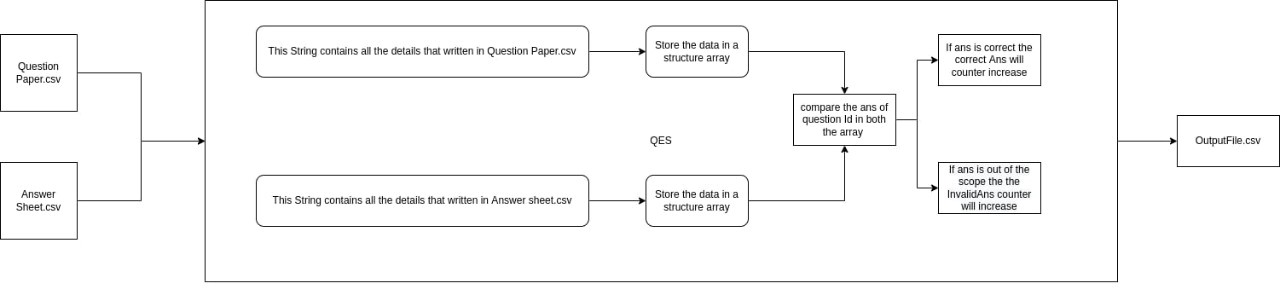 Question
Paper.csv
Answer
Sheet.csv
This String contains all the details that written in Question Paper.csv
Store the data in a
structure array
QES
This String contains all the details that written in Answer sheet.csv
Store the data in a
structure array
compare the ans of
question Id in both
the array
If ans is correct the
correct Ans will
counter increase
If ans is out of the
scope the the
InvalidAns counter
will increase
OutputFile.csv